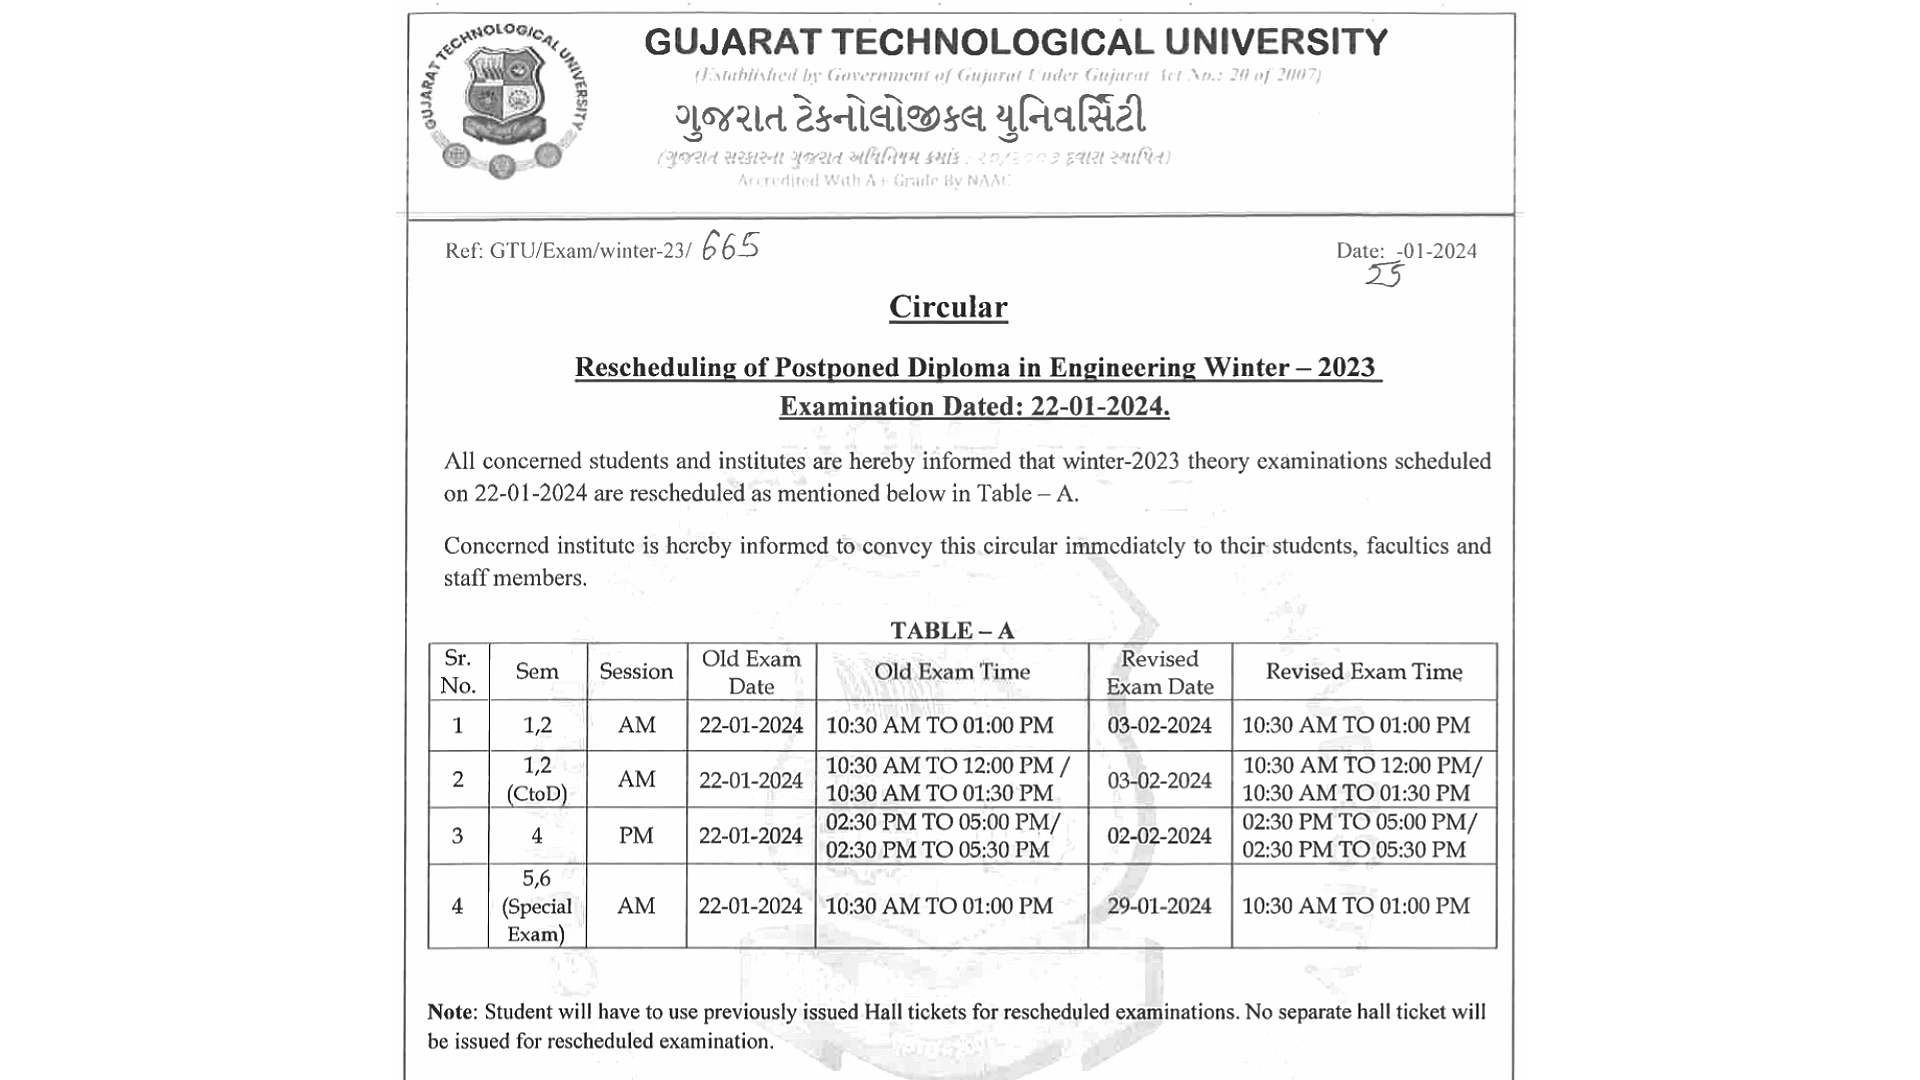 GUJARAT TECHNOLOGICAL UNIVERSITY
GUJARAT TECHNOLOGICAL UNIVERSITY
(Established by Government of Gujarat Under Gujarat Act No.: 20 of 2007)
ગુજરાત ટેકનોલોજીકલ યુનિવર્સિટી
(ગુજરાત સરકારના ગુજરાત અધિનિયમ ક્રમાંક : ૨૦/૨૦૦૭ દ્વારા સ્થાપિત)
Accredited With A+ Grade By NAAC
Ref: GTU/Exam/winter-23/ 665
Date: -01-2024
25
Circular
Rescheduling of Postponed Diploma in Engineering Winter – 2023
Examination Dated: 22-01-2024.
All concerned students and institutes are hereby informed that winter-2023 theory examinations scheduled
on 22-01-2024 are rescheduled as mentioned below in Table – A.
Concerned institute is hereby informed to convey this circular immediately to their students, faculties and
staff members.
TABLE – A
Sr. No. Sem Session Old Exam Date Old Exam Time Revised Exam Date Revised Exam Time
1 1,2 AM 22-01-2024 10:30 AM TO 01:00 PM 03-02-2024 10:30 AM TO 01:00 PM
2 1,2 (CtoD) AM 22-01-2024 10:30 AM TO 12:00 PM / 10:30 AM TO 01:30 PM 03-02-2024 10:30 AM TO 12:00 PM/ 10:30 AM TO 01:30 PM
3 4 PM 22-01-2024 02:30 PM TO 05:00 PM/ 02:30 PM TO 05:30 PM 02-02-2024 02:30 PM TO 05:00 PM/ 02:30 PM TO 05:30 PM
4 5,6 (Special Exam) AM 22-01-2024 10:30 AM TO 01:00 PM 29-01-2024 10:30 AM TO 01:00 PM
Note: Student will have to use previously issued Hall tickets for rescheduled examinations. No separate hall ticket will
be issued for rescheduled examination.